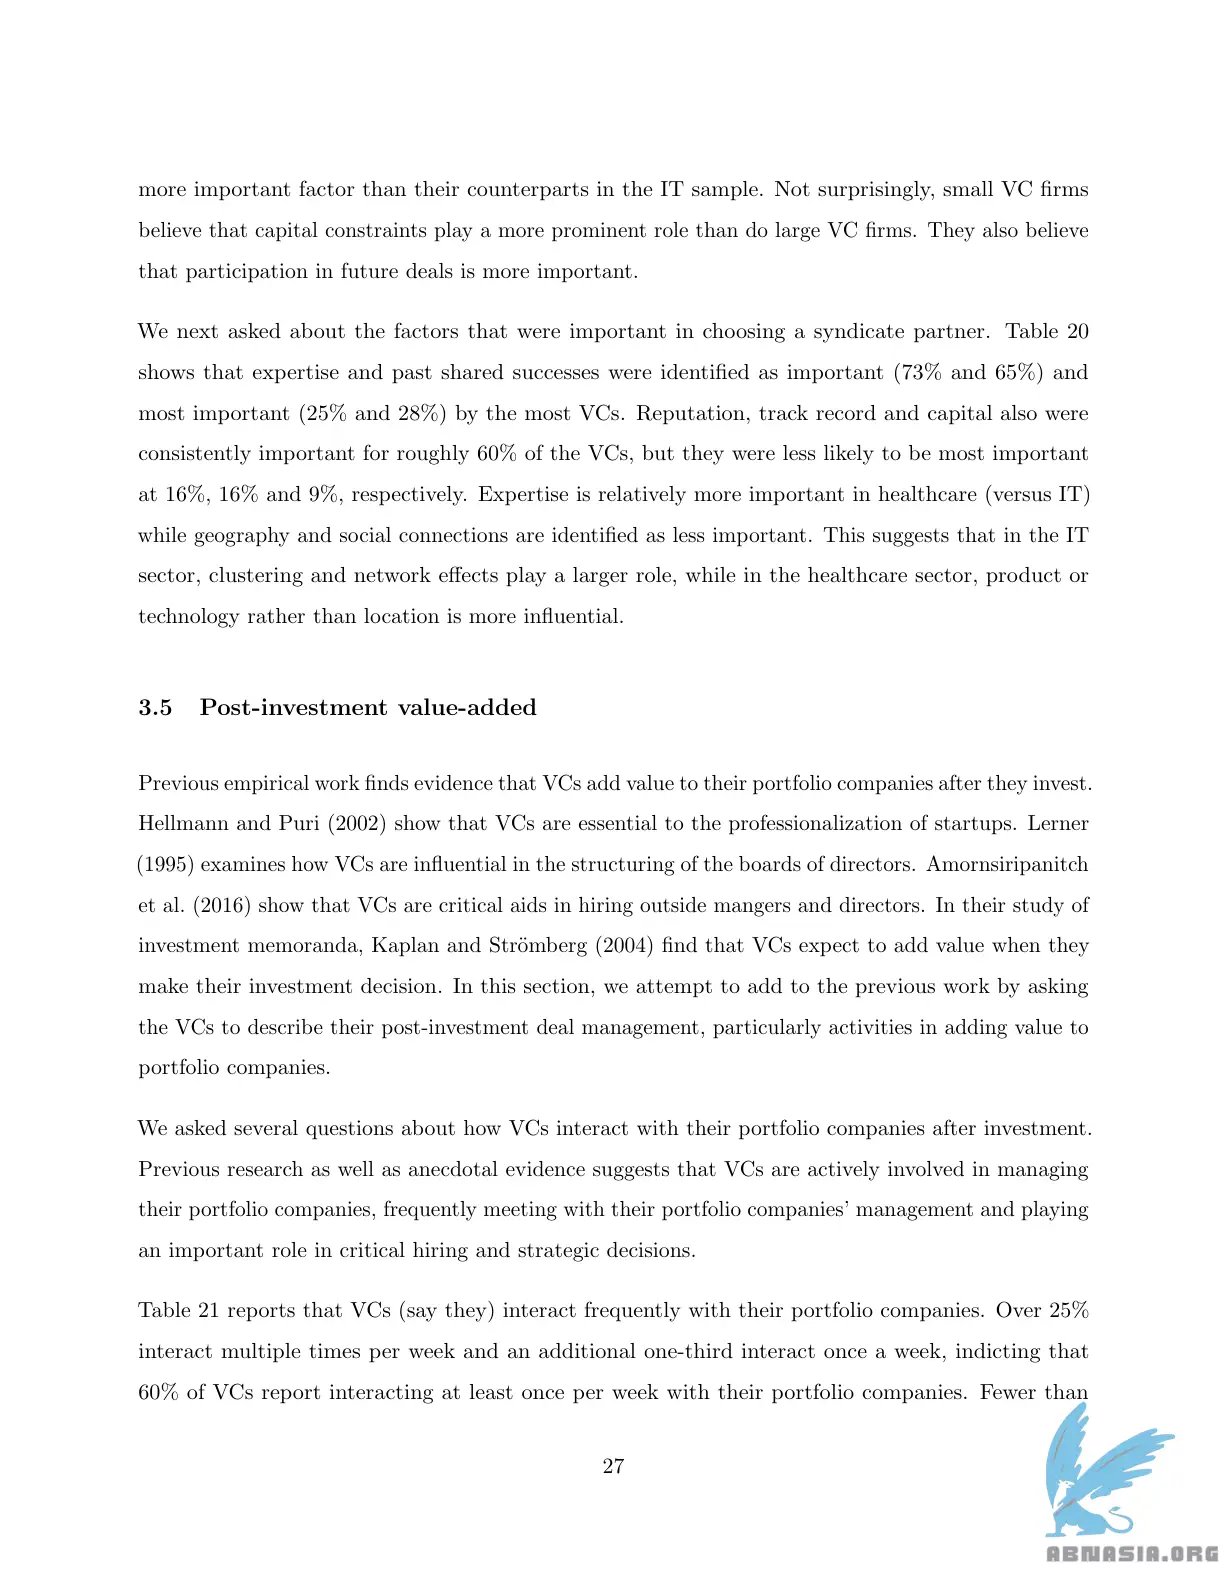 more important factor than their counterparts in the IT sample. Not surprisingly, small VC firms
believe that capital constraints play a more prominent role than do large VC firms. They also believe
that participation in future deals is more important.
We next asked about the factors that were important in choosing a syndicate partner. Table 20
shows that expertise and past shared successes were identified as important (73% and 65%) and
most important (25% and 28%) by the most VCs. Reputation, track record and capital also were
consistently important for roughly 60% of the VCs, but they were less likely to be most important
at 16%, 16% and 9%, respectively. Expertise is relatively more important in healthcare (versus IT)
while geography and social connections are identified as less important. This suggests that in the IT
sector, clustering and network effects play a larger role, while in the healthcare sector, product or
technology rather than location is more influential.
3.5 Post-investment value-added
Previous empirical work finds evidence that VCs add value to their portfolio companies after they invest.
Hellmann and Puri (2002) show that VCs are essential to the professionalization of startups. Lerner
(1995) examines how VCs are influential in the structuring of the boards of directors. Amornsiripanitch
et al. (2016) show that VCs are critical aids in hiring outside mangers and directors. In their study of
investment memoranda, Kaplan and Strömberg (2004) find that VCs expect to add value when they
make their investment decision. In this section, we attempt to add to the previous work by asking
the VCs to describe their post-investment deal management, particularly activities in adding value to
portfolio companies.
We asked several questions about how VCs interact with their portfolio companies after investment.
Previous research as well as anecdotal evidence suggests that VCs are actively involved in managing
their portfolio companies, frequently meeting with their portfolio companies' management and playing
an important role in critical hiring and strategic decisions.
Table 21 reports that VCs (say they) interact frequently with their portfolio companies. Over 25%
interact multiple times per week and an additional one-third interact once a week, indicting that
60% of VCs report interacting at least once per week with their portfolio companies. Fewer than
27
ABNASIA.ORG